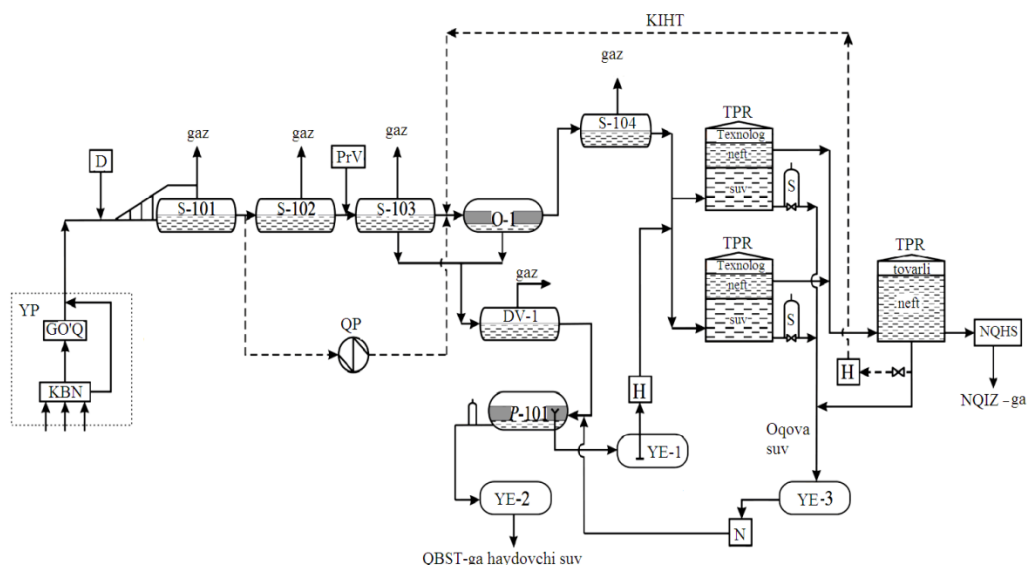 KIHT
gaz
TPR
Texnolog
neft
suv
S
S-104
gaz
gaz
gaz
D
PrV
S-101
S-102
S-103
O-1
TPR
Texnolog
neft
suv
S
TPR
tovarli
neft
gaz
DV-1
YP
GO'Q
KBN
QP
H
H
NQHS
NQIZ –ga
P-101
YE-1
Oqova
suv
YE-2
YE-3
N
QBST-ga haydovchi suv